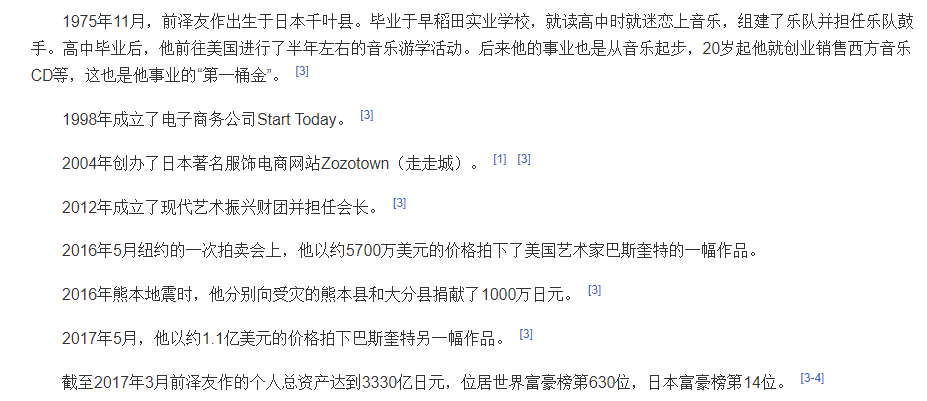 1975年11月，前泽友作出生于日本千叶县。毕业于早稻田实业学校，就读高中时就迷恋上音乐，组建了乐队并担任乐队鼓
手。高中毕业后，他前往美国进行了半年左右的音乐游学活动。后来他的事业也是从音乐起步，20岁起他就创业销售西方音乐
CD等，这也是他事业的“第一桶金”。 [3]
1998年成立了电子商务公司Start Today。 [3]
2004年创办了日本著名服饰电商网站Zozotown（走走城）。 [1] [3]
2012年成立了现代艺术振兴财团并担任会长。 [3]
2016年5月纽约的一次拍卖会上，他以约5700万美元的价格拍下了美国艺术家巴斯奎特的一幅作品。
2016年熊本地震时，他分别向受灾的熊本县和大分县捐献了1000万日元。 [3]
2017年5月，他以约1.1亿美元的价格拍下巴斯奎特另一幅作品。 [3]
截至2017年3月前泽友作的个人总资产达到3330亿日元，位居世界富豪榜第630位，日本富豪榜第14位。 [3-4]